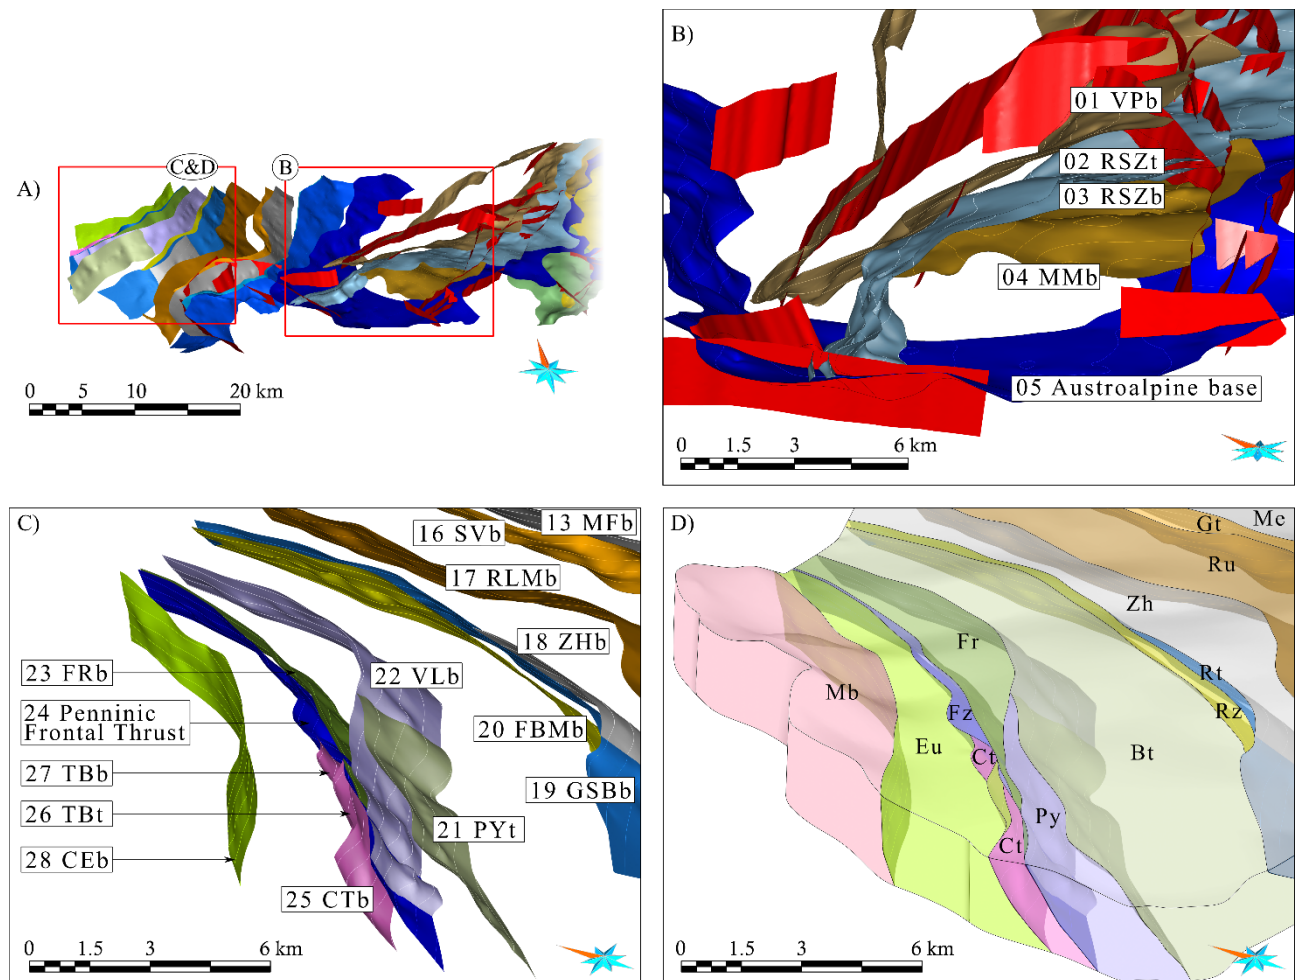 A)
C&D
B
0 5 10 20 km
B)
01 VPb
02 RSZt
03 RSZb
04 MMb
05 Austroalpine base
0 1.5 3 6 km
C)
13 MFb
16 SVb
17 RLMb
18 ZHb
23 FRb
22 VLb
24 Penninic
Frontal Thrust
20 FBMb
27 TBb
19 GSBb
26 TBt
21 PYt
28 CEb
25 CTb
0 1.5 3 6 km
D)
Me
Gt
Ru
Zh
Fr
Rt
Mb
Fz
Rz
Eu
Ct
Bt
Py
Ct
0 1.5 3 6 km